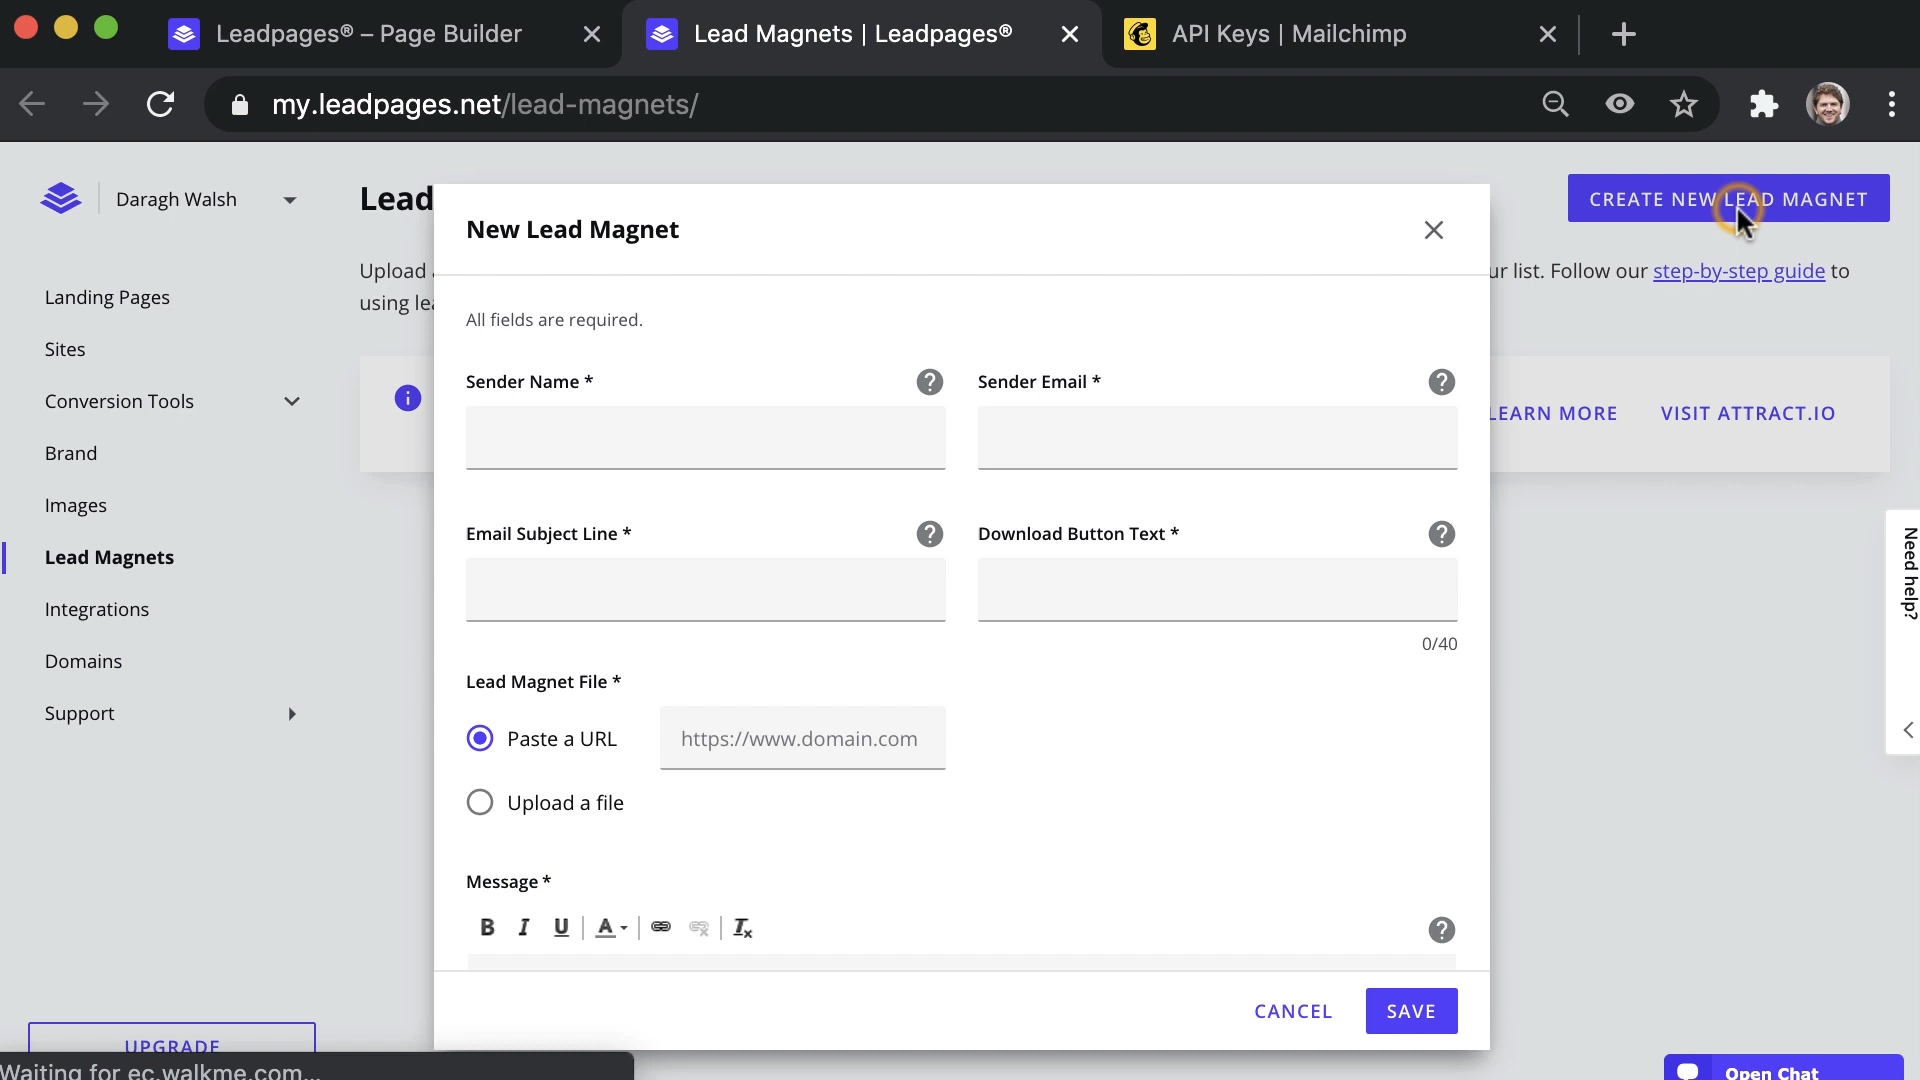 Leadpages® – Page Builder
Lead Magnets | Leadpages®
API Keys | Mailchimp
my.leadpages.net/lead-magnets/
Daragh Walsh
Lead
CREATE NEW LEAD MAGNET
Upload
ur list. Follow our step-by-step guide to
using lea
LEARN MORE
VISIT ATTRACT.IO
Landing Pages
Sites
Conversion Tools
Brand
Images
Lead Magnets
Integrations
Domains
Support
UPGRADE
New Lead Magnet
All fields are required.
Sender Name *
Sender Email *
Email Subject Line *
Download Button Text *
0/40
Lead Magnet File *
Paste a URL
https://www.domain.com
Upload a file
Message *
B I U A
CANCEL
SAVE
Need help?
Open Chat
Waiting for ec.walkme.com...